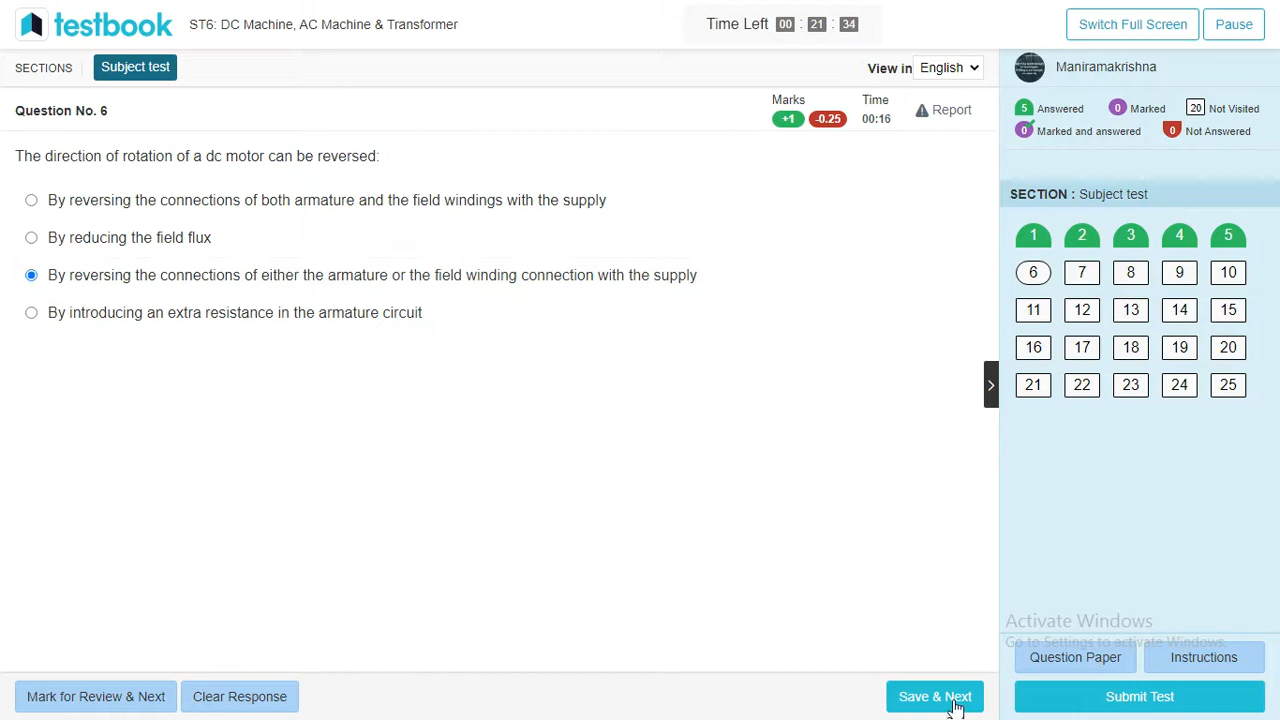 testbook
ST6: DC Machine, AC Machine & Transformer
Time Left 00 : 21 : 34
Switch Full Screen
Pause
SECTIONS
Subject test
View in English
Maniramakrishna
Question No. 6
Marks
+1 -0.25
Time
00:16
Report
5 Answered
0 Marked
20 Not Visited
0 Marked and answered
0 Not Answered
The direction of rotation of a dc motor can be reversed:
By reversing the connections of both armature and the field windings with the supply
By reducing the field flux
By reversing the connections of either the armature or the field winding connection with the supply
By introducing an extra resistance in the armature circuit
SECTION : Subject test
1 2 3 4 5
6 7 8 9 10
11 12 13 14 15
16 17 18 19 20
21 22 23 24 25
Activate Windows
Go to Settings to activate Windows.
Question Paper
Instructions
Mark for Review & Next
Clear Response
Save & Next
Submit Test